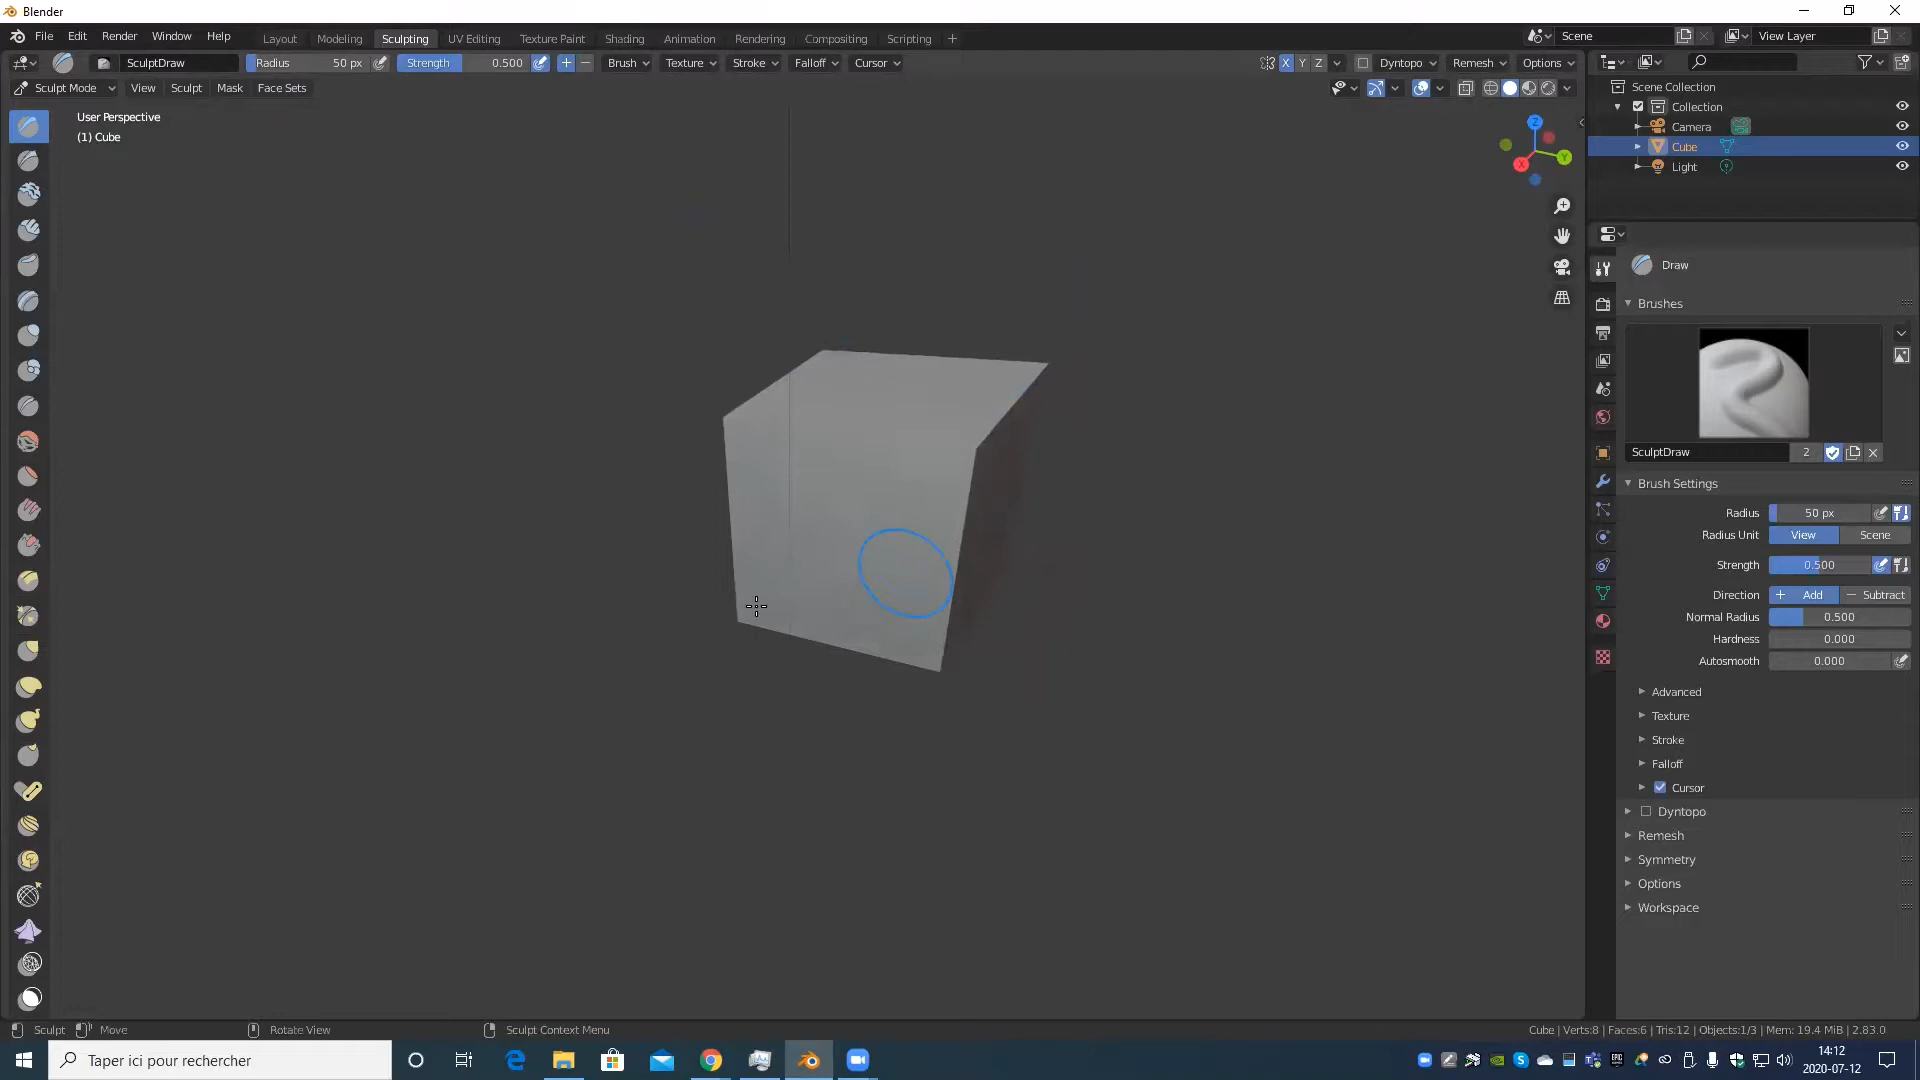 Blender
File Edit Render Window Help Layout Modeling Sculpting UV Editing Texture Paint Shading Animation Rendering Compositing Scripting + Scene View Layer
SculptDraw Radius 50 px Strength 0.500 + − Brush Texture Stroke Falloff Cursor X Y Z Dyntopo Remesh Options
Sculpt Mode View Sculpt Mask Face Sets
User Perspective
(1) Cube
Z
Y
X
Scene Collection
Collection
Camera
Cube
Light
Draw
Brushes
SculptDraw 2
Brush Settings
Radius 50 px
Radius Unit View Scene
Strength 0.500
Direction + Add − Subtract
Normal Radius 0.500
Hardness 0.000
Autosmooth 0.000
Advanced
Texture
Stroke
Falloff
Cursor
Dyntopo
Remesh
Symmetry
Options
Workspace
Sculpt Move Rotate View Sculpt Context Menu Cube | Verts:8 | Faces:6 | Tris:12 | Objects:1/3 | Mem: 19.4 MiB | 2.83.0
Taper ici pour rechercher
14:12
2020-07-12